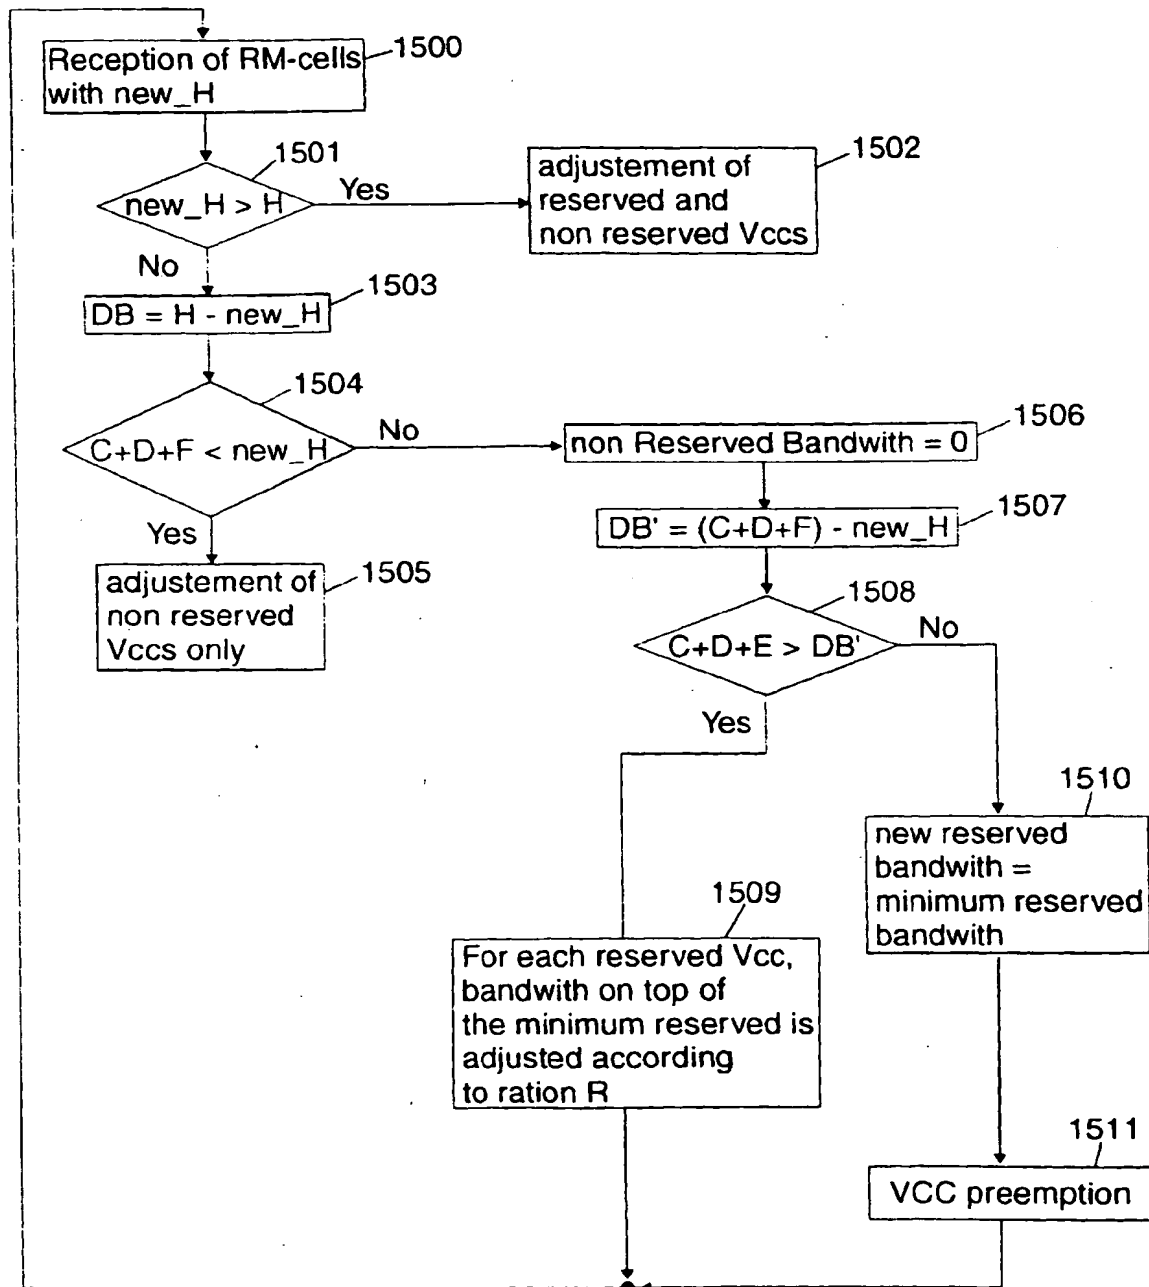 Reception of RM-cells
with new_H
1500
1501
new_H > H
Yes
1502
adjustement of
reserved and
non reserved Vccs
No
1503
DB = H - new_H
1504
C+D+F < new_H
No
1506
non Reserved Bandwith = 0
1507
DB' = (C+D+F) - new_H
Yes
1505
adjustement of
non reserved
Vccs only
1508
C+D+E > DB'
No
Yes
1510
new reserved
bandwith =
minimum reserved
bandwith
1509
For each reserved Vcc,
bandwith on top of
the minimum reserved is
adjusted according
to ration R
1511
VCC preemption